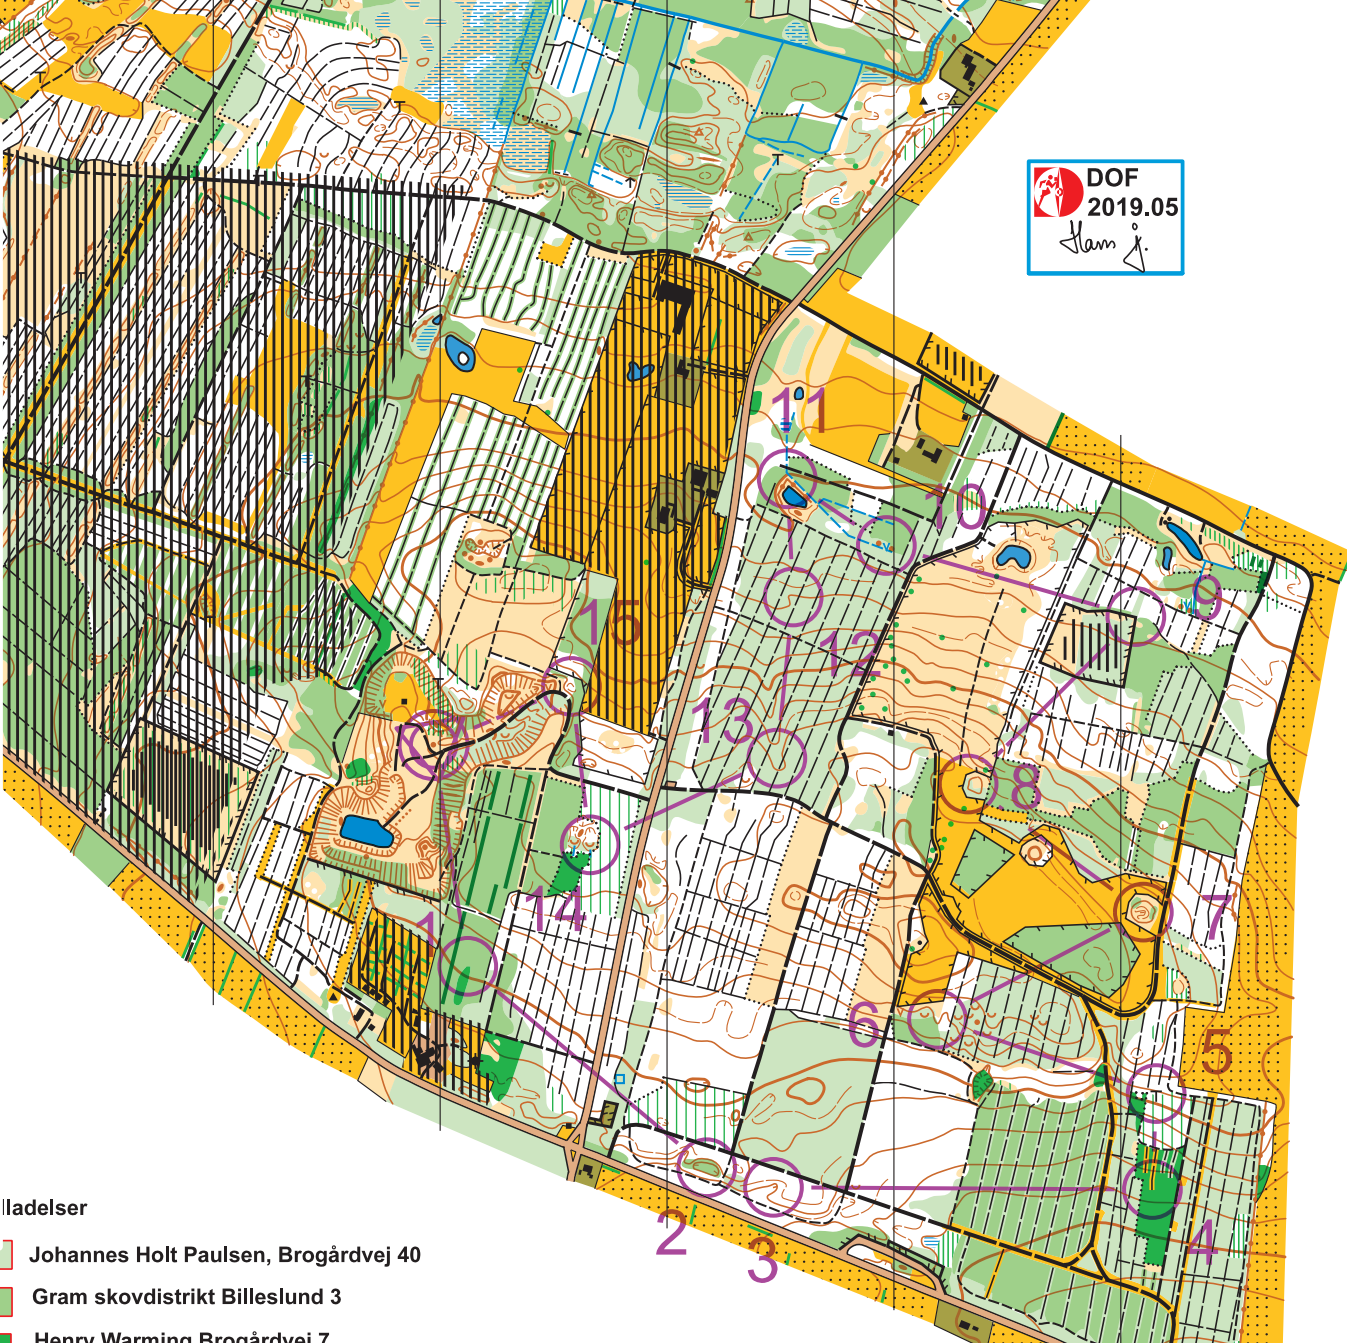 DOF
2019.05
Hans J.
11
10
9
15
12
13
8
7
14
1
6
5
2
3
4
lladelser
Johannes Holt Paulsen, Brogårdvej 40
Gram skovdistrikt Billeslund 3
Henry Warming Brogårdvej 7